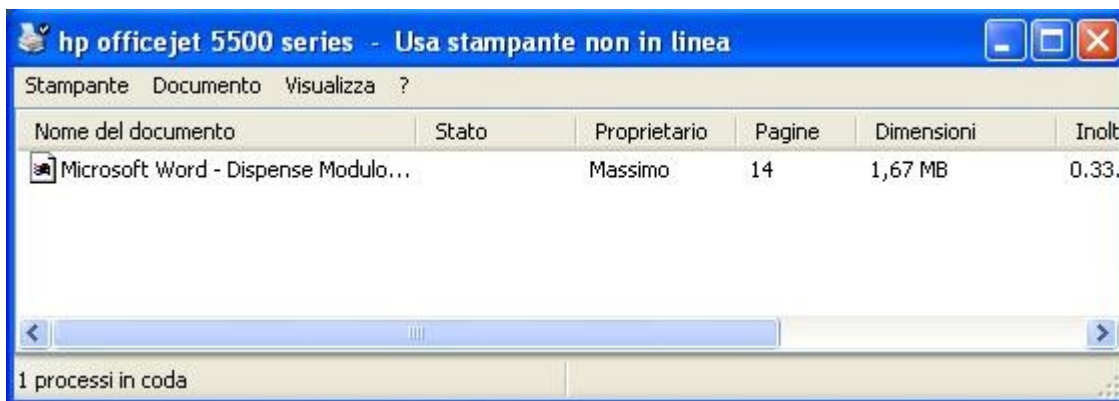 hp officejet 5500 series - Usa stampante non in linea
Stampante Documento Visualizza ?
Nome del documento Stato Proprietario Pagine Dimensioni Inolt
Microsoft Word - Dispense Modulo... Massimo 14 1,67 MB 0.33.
1 processi in coda